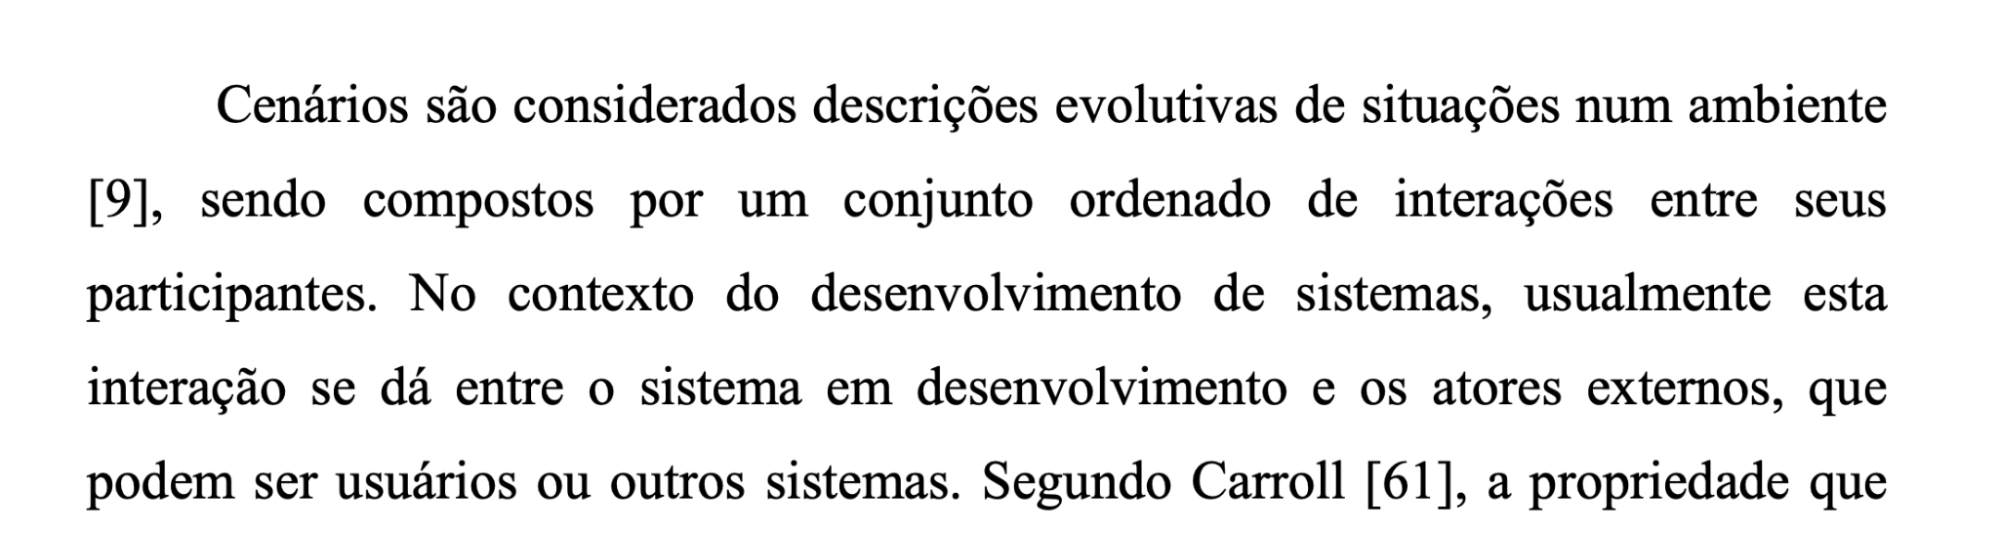 Cenários são considerados descrições evolutivas de situações num ambiente
[9], sendo compostos por um conjunto ordenado de interações entre seus
participantes. No contexto do desenvolvimento de sistemas, usualmente esta
interação se dá entre o sistema em desenvolvimento e os atores externos, que
podem ser usuários ou outros sistemas. Segundo Carroll [61], a propriedade que